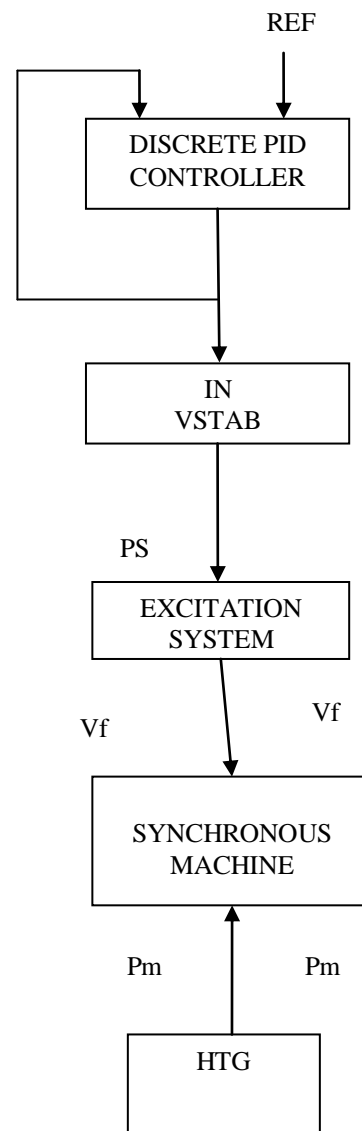 REF
DISCRETE PID
CONTROLLER
IN
VSTAB
PS
EXCITATION
SYSTEM
Vf
Vf
SYNCHRONOUS
MACHINE
Pm
Pm
HTG